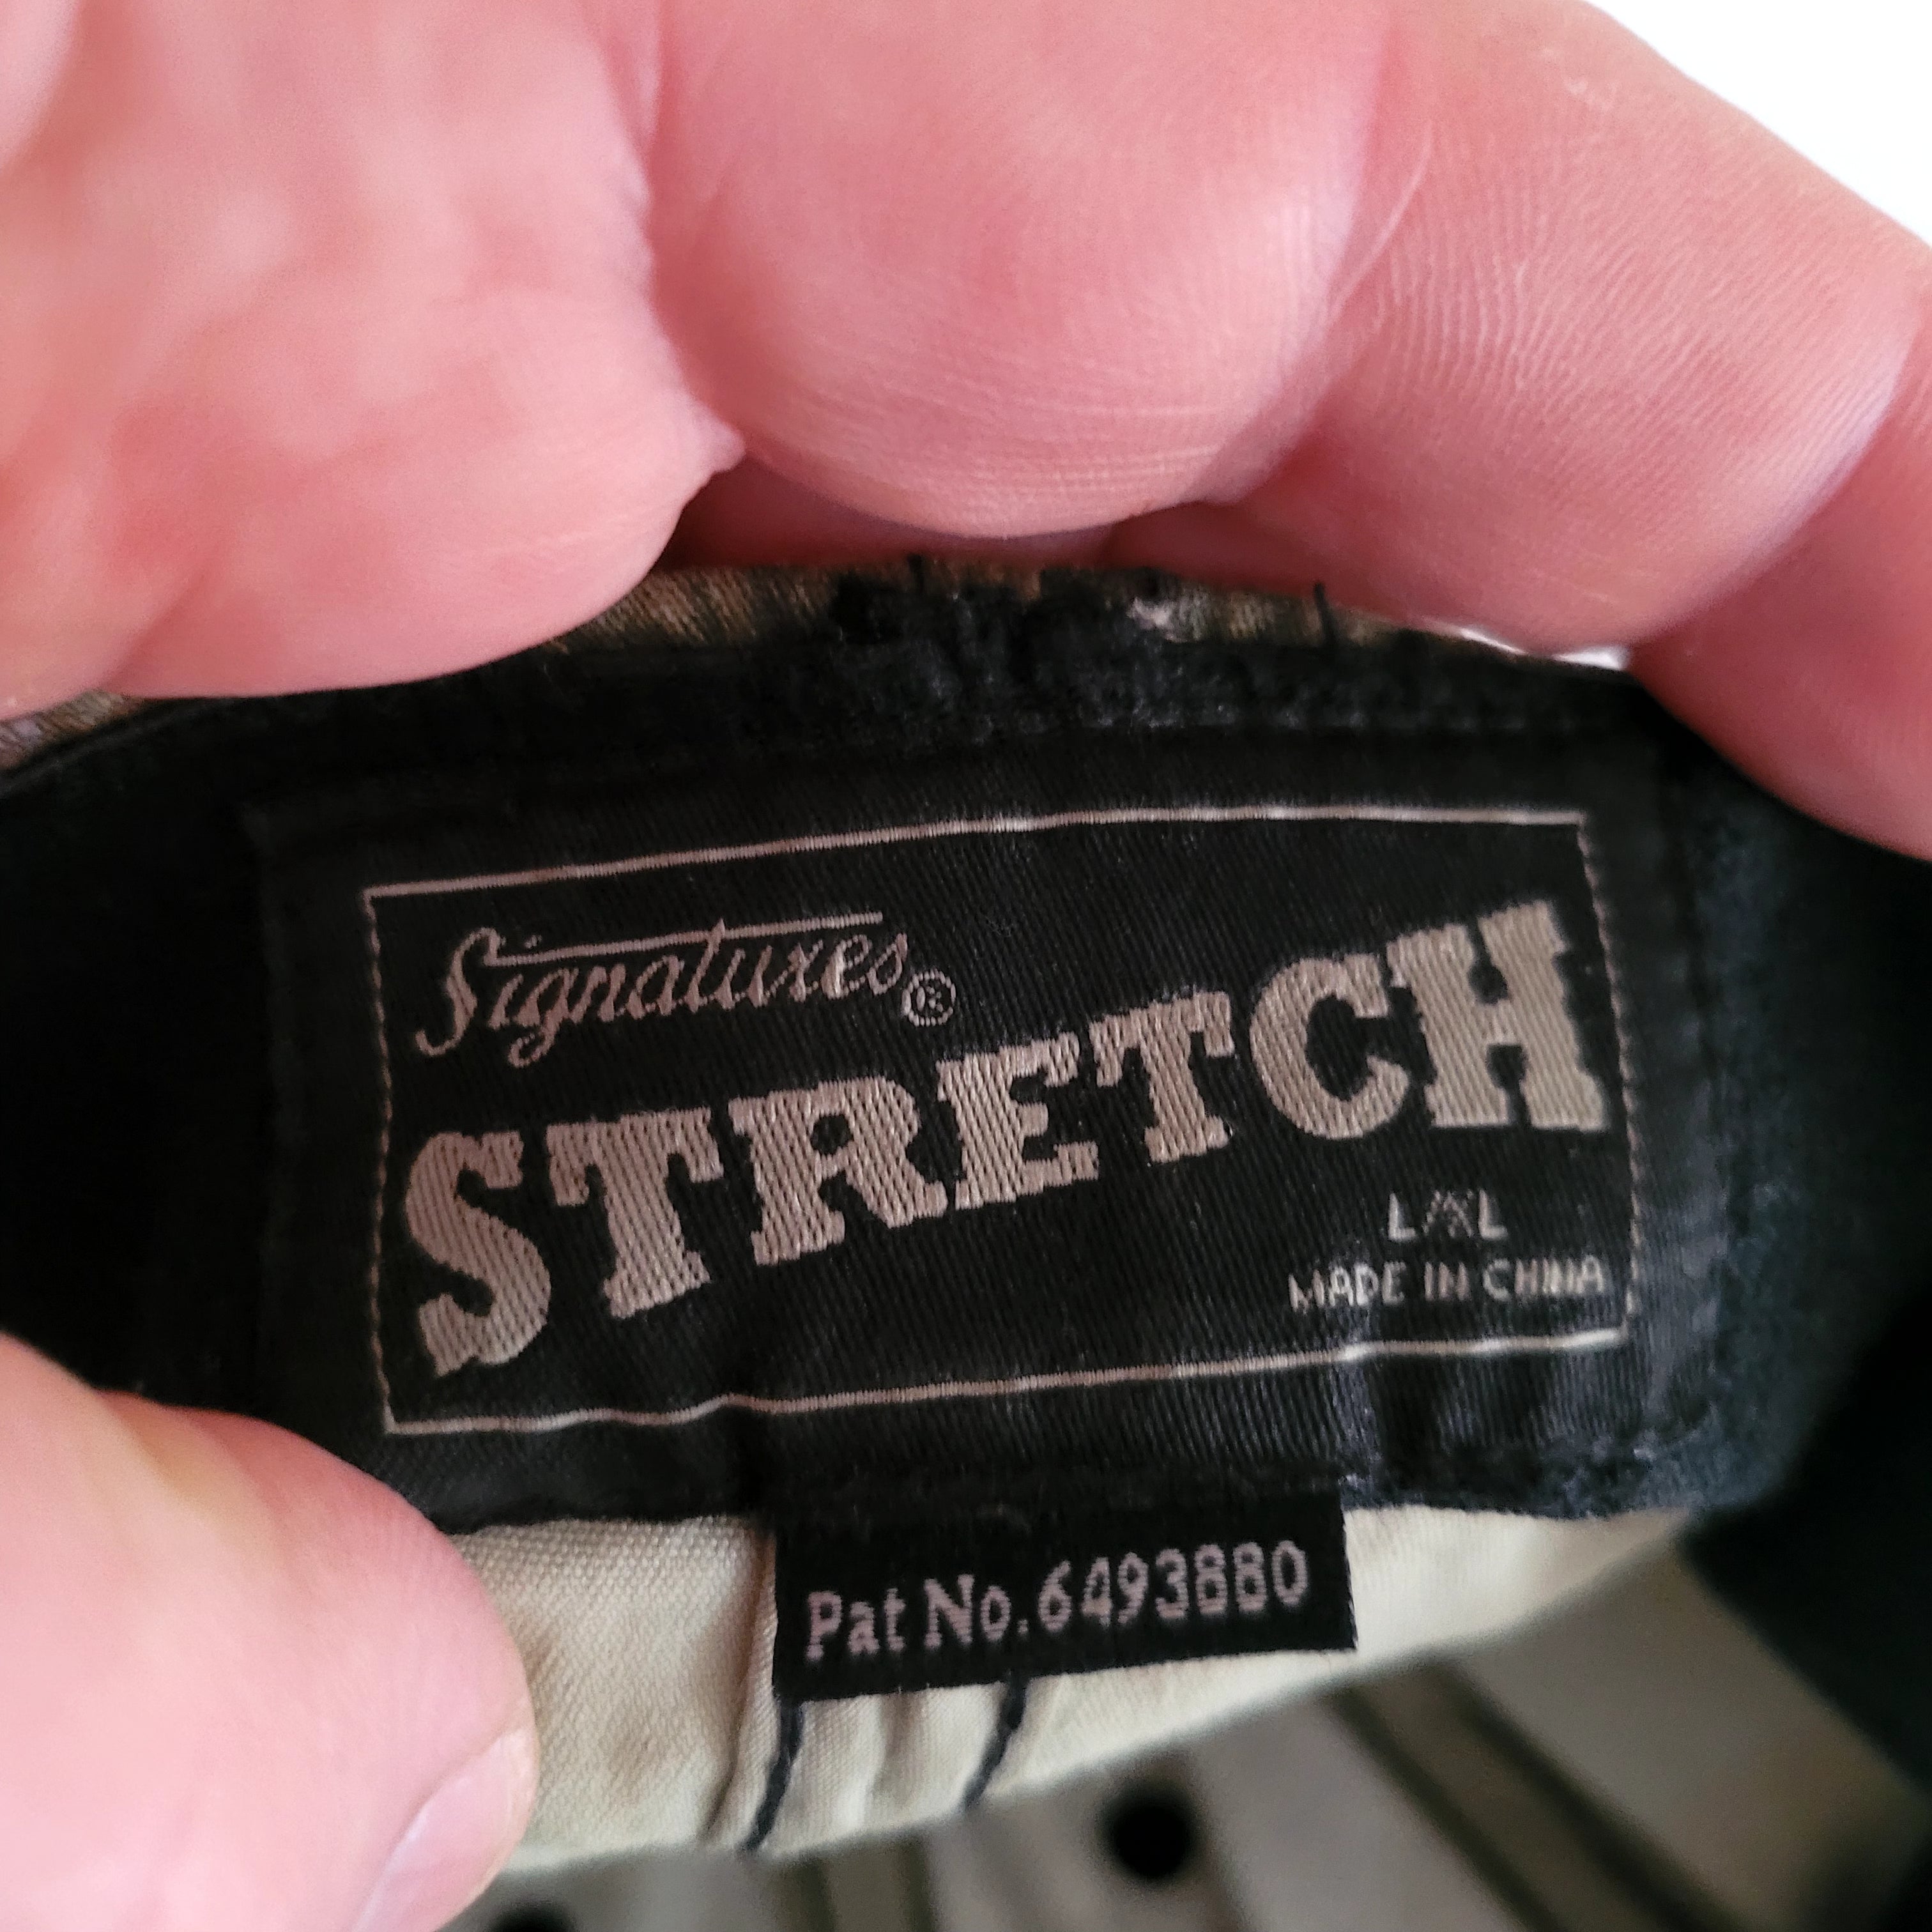 Signatures®
STRETCH
L/XL
MADE IN CHINA
Pat No.6493880